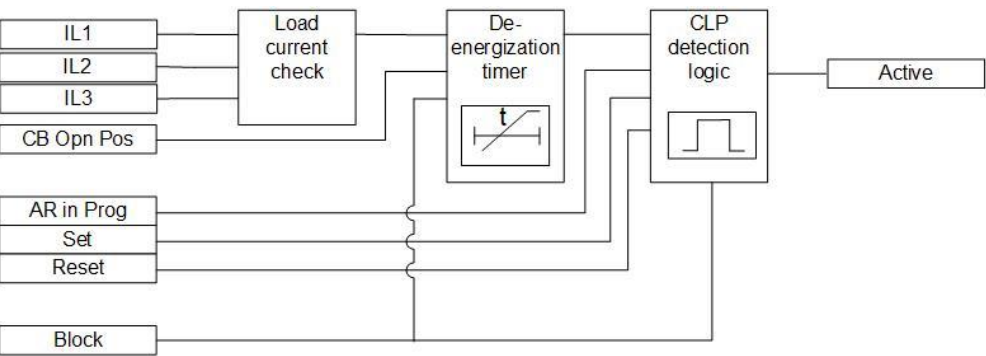 IL1
IL2
IL3
CB Opn Pos
AR in Prog
Set
Reset
Block
Load
current
check
De-
energization
timer
t
CLP
detection
logic
Active